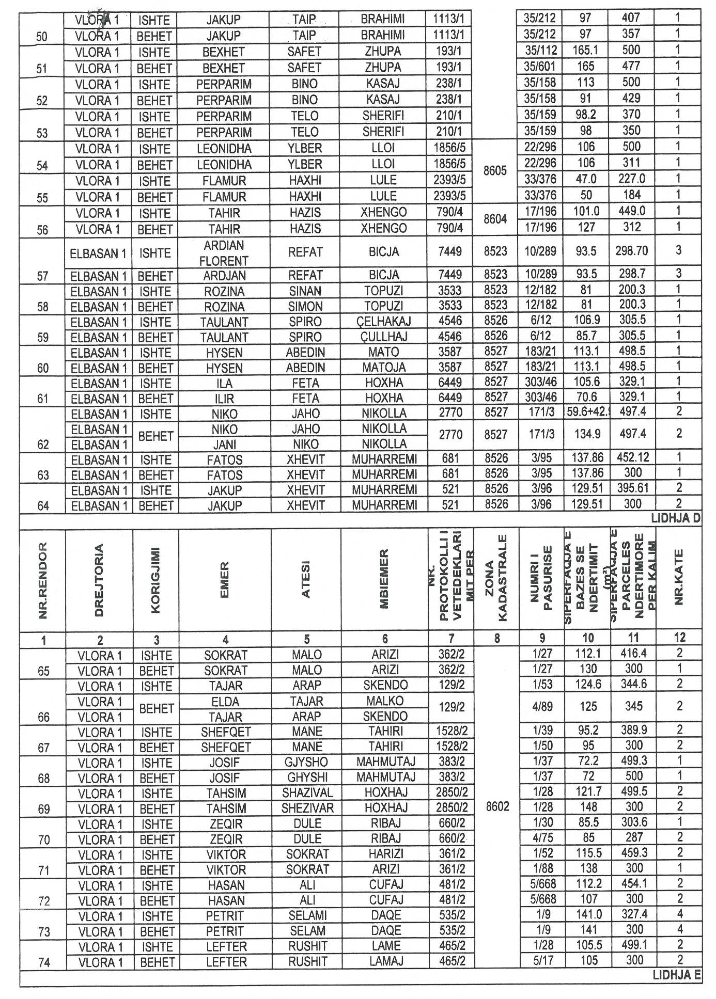 VLORA 1 ISHTE JAKUP TAIP BRAHIMI 1113/1 35/212 97 407 1
50 VLORA 1 BEHET JAKUP TAIP BRAHIMI 1113/1 35/212 97 357 1
VLORA 1 ISHTE BEXHET SAFET ZHUPA 193/1 35/112 165.1 500 1
51 VLORA 1 BEHET BEXHET SAFET ZHUPA 193/1 35/601 165 477 1
VLORA 1 ISHTE PERPARIM BINO KASAJ 238/1 35/158 113 500 1
52 VLORA 1 BEHET PERPARIM BINO KASAJ 238/1 35/158 91 429 1
VLORA 1 ISHTE PERPARIM TELO SHERIFI 210/1 35/159 98.2 370 1
53 VLORA 1 BEHET PERPARIM TELO SHERIFI 210/1 35/159 98 350 1
VLORA 1 ISHTE LEONIDHA YLBER LLOI 1856/5 22/296 106 500 1
54 VLORA 1 BEHET LEONIDHA YLBER LLOI 1856/5 8605 22/296 106 311 1
VLORA 1 ISHTE FLAMUR HAXHI LULE 2393/5 33/376 47.0 227.0 1
55 VLORA 1 BEHET FLAMUR HAXHI LULE 2393/5 33/376 50 184 1
VLORA 1 ISHTE TAHIR HAZIS XHENGO 790/4 8604 17/196 101.0 449.0 1
56 VLORA 1 BEHET TAHIR HAZIS XHENGO 790/4 17/196 127 312 1
ELBASAN 1 ISHTE ARDIAN FLORENT REFAT BICJA 7449 8523 10/289 93.5 298.70 3
57 ELBASAN 1 BEHET ARDJAN REFAT BICJA 7449 8523 10/289 93.5 298.7 3
ELBASAN 1 ISHTE ROZINA SINAN TOPUZI 3533 8523 12/182 81 200.3 1
58 ELBASAN 1 BEHET ROZINA SIMON TOPUZI 3533 8523 12/182 81 200.3 1
ELBASAN 1 ISHTE TAULANT SPIRO ÇELHAKAJ 4546 8526 6/12 106.9 305.5 1
59 ELBASAN 1 BEHET TAULANT SPIRO ÇULLHAJ 4546 8526 6/12 85.7 305.5 1
ELBASAN 1 ISHTE HYSEN ABEDIN MATO 3587 8527 183/21 113.1 498.5 1
60 ELBASAN 1 BEHET HYSEN ABEDIN MATOJA 3587 8527 183/21 113.1 498.5 1
ELBASAN 1 ISHTE ILA FETA HOXHA 6449 8527 303/46 105.6 329.1 1
61 ELBASAN 1 BEHET ILIR FETA HOXHA 6449 8527 303/46 70.6 329.1 1
ELBASAN 1 ISHTE NIKO JAHO NIKOLLA 2770 8527 171/3 59.6+42.9 497.4 2
ELBASAN 1 BEHET NIKO JAHO NIKOLLA 2770 8527 171/3 134.9 497.4 2
62 ELBASAN 1 JANI NIKO NIKOLLA
ELBASAN 1 ISHTE FATOS XHEVIT MUHARREMI 681 8526 3/95 137.86 452.12 1
63 ELBASAN 1 BEHET FATOS XHEVIT MUHARREMI 681 8526 3/95 137.86 300 1
ELBASAN 1 ISHTE JAKUP XHEVIT MUHARREMI 521 8526 3/96 129.51 395.61 2
64 ELBASAN 1 BEHET JAKUP XHEVIT MUHARREMI 521 8526 3/96 129.51 300 2
LIDHJA D
NR.RENDOR
DREJTORIA
KORIGJIMI
EMER
ATESI
MBIEMER
NR.
PROTOKOLLI I
VETEDEKLARI
MIT PER
ZONA
KADASTRALE
NUMRI I
PASURISE
SIPERFAQJA E
BAZES SE
NDERTIMIT
(m²)
SIPERFAQJA E
PARCELES
NDERTIMORE
PER KALIM
NR.KATE
1 2 3 4 5 6 7 8 9 10 11 12
VLORA 1 ISHTE SOKRAT MALO ARIZI 362/2 1/27 112.1 416.4 2
65 VLORA 1 BEHET SOKRAT MALO ARIZI 362/2 1/27 130 300 1
VLORA 1 ISHTE TAJAR ARAP SKENDO 129/2 1/53 124.6 344.6 2
VLORA 1 BEHET ELDA TAJAR MALKO 129/2 4/89 125 345 2
66 VLORA 1 TAJAR ARAP SKENDO
VLORA 1 ISHTE SHEFQET MANE TAHIRI 1528/2 1/39 95.2 389.9 2
67 VLORA 1 BEHET SHEFQET MANE TAHIRI 1528/2 1/50 95 300 2
VLORA 1 ISHTE JOSIF GJYSHO MAHMUTAJ 383/2 1/37 72.2 499.3 1
68 VLORA 1 BEHET JOSIF GHYSHI MAHMUTAJ 383/2 1/37 72 500 1
VLORA 1 ISHTE TAHSIM SHAZIVAL HOXHAJ 2850/2 1/28 121.7 499.5 2
69 VLORA 1 BEHET TAHSIM SHEZIVAR HOXHAJ 2850/2 8602 1/28 148 300 2
VLORA 1 ISHTE ZEQIR DULE RIBAJ 660/2 1/30 85.5 303.6 1
70 VLORA 1 BEHET ZEQIR DULE RIBAJ 660/2 4/75 85 287 2
VLORA 1 ISHTE VIKTOR SOKRAT HARIZI 361/2 1/52 115.5 459.3 2
71 VLORA 1 BEHET VIKTOR SOKRAT ARIZI 361/2 1/88 138 300 1
VLORA 1 ISHTE HASAN ALI CUFAJ 481/2 5/668 112.2 454.1 2
72 VLORA 1 BEHET HASAN ALI CUFAJ 481/2 5/668 107 300 2
VLORA 1 ISHTE PETRIT SELAMI DAQE 535/2 1/9 141.0 327.4 4
73 VLORA 1 BEHET PETRIT SELAM DAQE 535/2 1/9 141 300 4
VLORA 1 ISHTE LEFTER RUSHIT LAME 465/2 1/28 105.5 499.1 2
74 VLORA 1 BEHET LEFTER RUSHIT LAMAJ 465/2 5/17 105 300 2
LIDHJA E